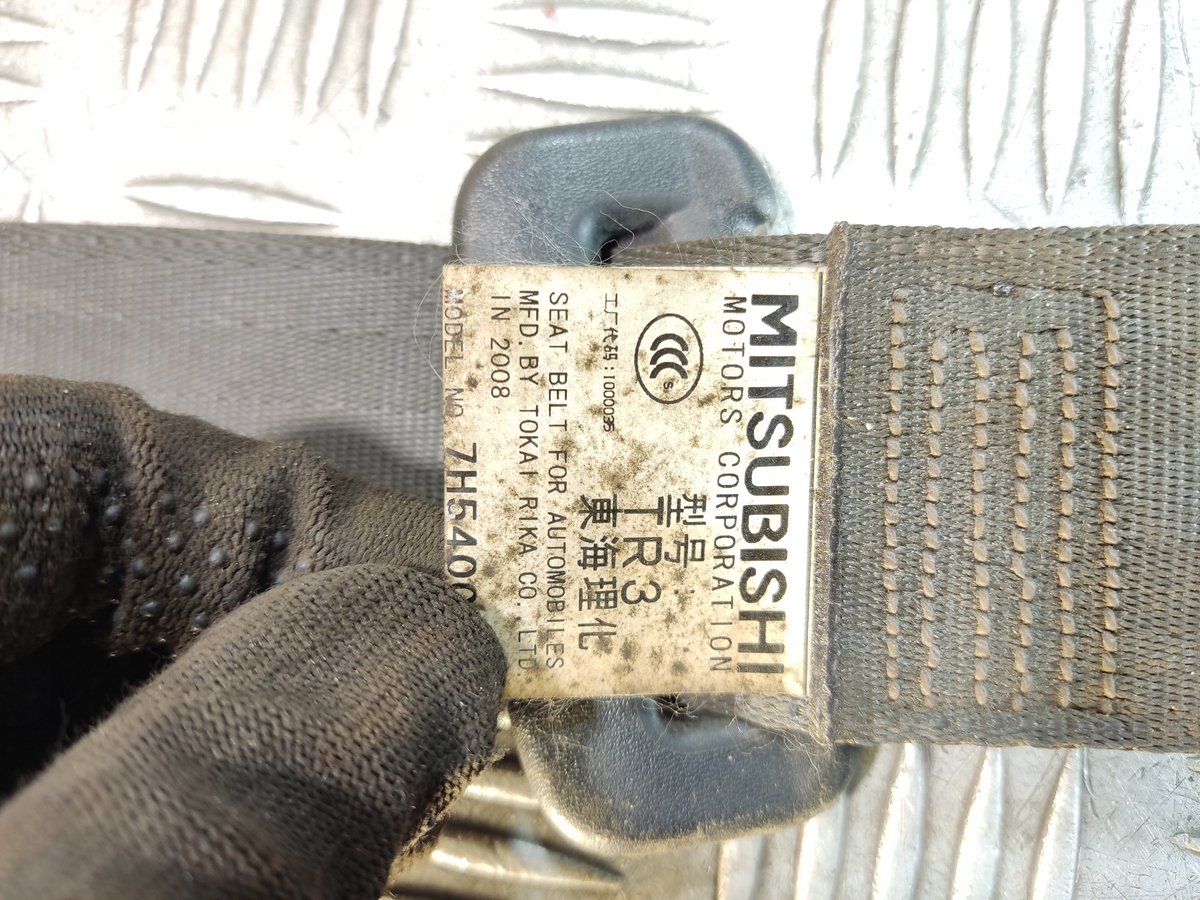 MITSUBISHI
MOTORS CORPORATION
型号:
TR3
CCC S
工厂代码:1000035
東海理化
SEAT BELT FOR AUTOMOBILES
MFD. BY TOKAI RIKA CO. LTD.
IN 2008
MODEL NO. 7H5400